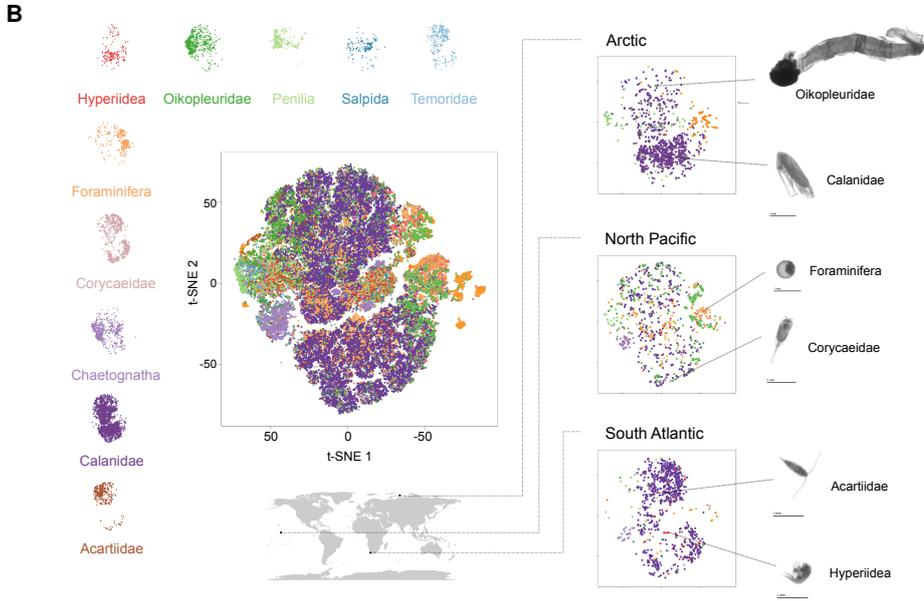 B
Hyperiidea Oikopleuridae Penilia Salpida Temoridae
Foraminifera
Corycaeidae
Chaetognatha
Calanidae
Acartiidae
50
0
-50
t-SNE 2
50 0 -50
t-SNE 1
Arctic
Oikopleuridae
Calanidae
North Pacific
Foraminifera
Corycaeidae
South Atlantic
Acartiidae
Hyperiidea